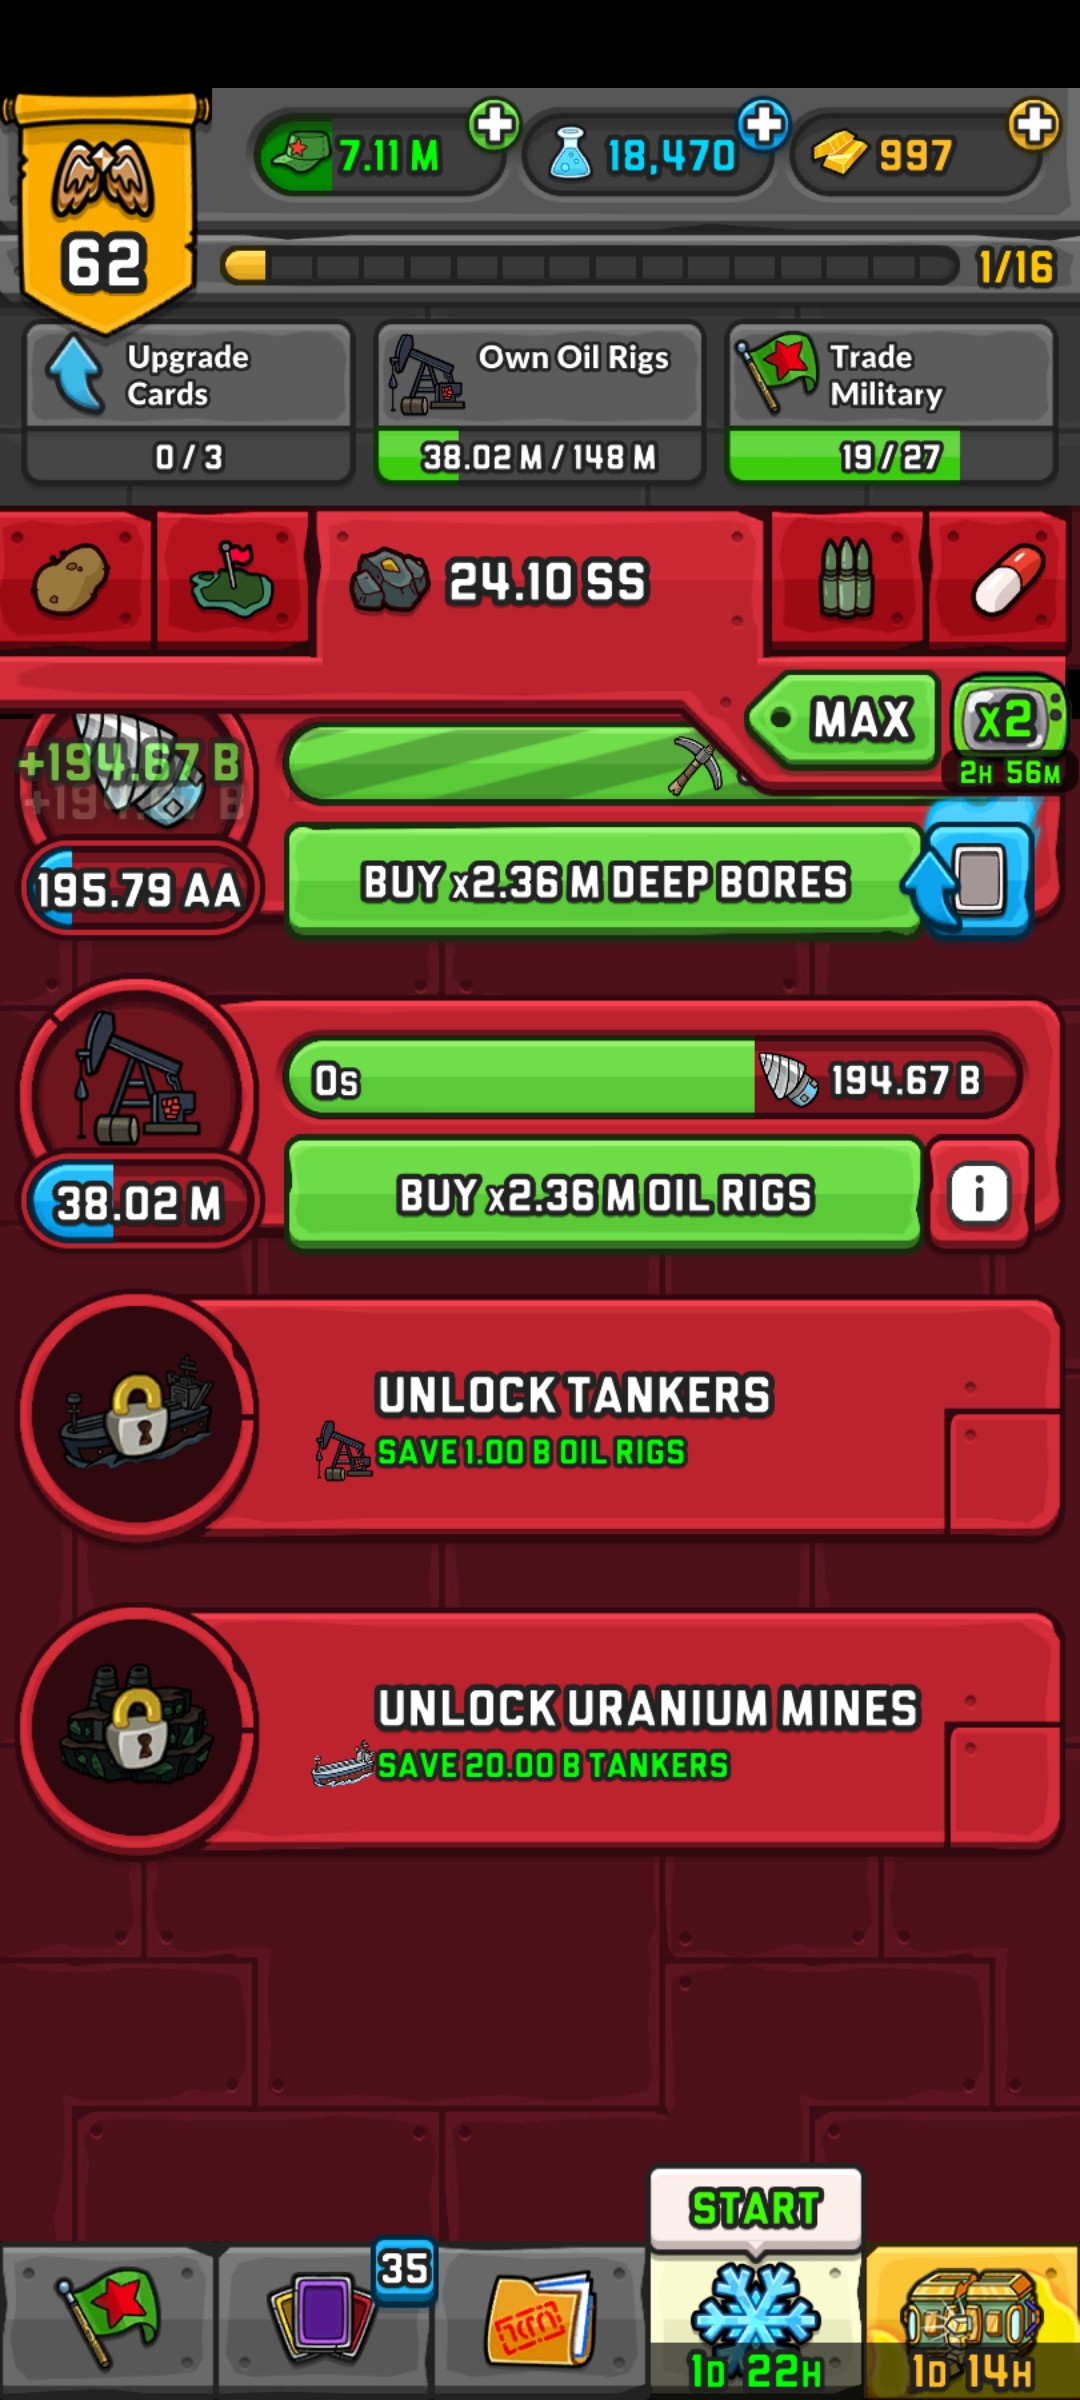 62
7.11 M
18,470
997
1/16
Upgrade
Cards
0 / 3
Own Oil Rigs
38.02 M / 148 M
Trade
Military
19 / 27
24.10 SS
MAX
x2
2H 56M
+194.67 B
195.79 AA
BUY x2.36 M DEEP BORES
0s
194.67 B
38.02 M
BUY x2.36 M OIL RIGS
i
UNLOCK TANKERS
SAVE 1.00 B OIL RIGS
UNLOCK URANIUM MINES
SAVE 20.00 B TANKERS
START
35
1D 22H
1D 14H